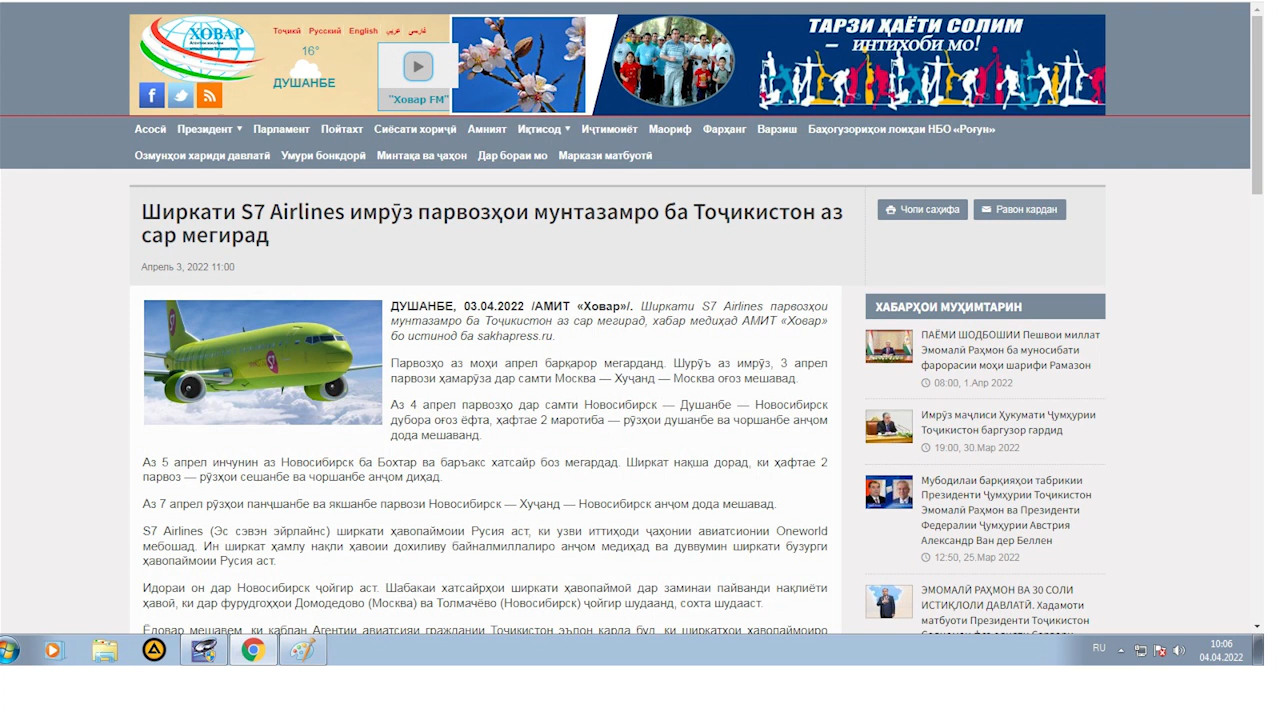 ХОВАР
Тоҷикӣ Русский English عربي فارسی
16°
ДУШАНБЕ
"Ховар FM"
ТАРЗИ ҲАЁТИ СОЛИМ
– ИНТИХОБИ МО!
Асосӣ Президент Парламент Пойтахт Сиёсати хориҷӣ Амният Иқтисод Иҷтимоиёт Маориф Фарҳанг Варзиш Баҳогузориҳои лоиҳаи НБО «Роғун»
Озмунҳои хариди давлатӣ Умури бонкдорӣ Минтақа ва ҷаҳон Дар бораи мо Маркази матбуотӣ
Ширкати S7 Airlines имрӯз парвозҳои мунтазамро ба Тоҷикистон аз
сар мегирад
Апрель 3, 2022 11:00
Чопи саҳифа Равон кардан
ДУШАНБЕ, 03.04.2022 /АМИТ «Ховар»/. Ширкати S7 Airlines парвозҳои
мунтазамро ба Тоҷикистон аз сар мегирад, хабар медиҳад АМИТ «Ховар»
бо истинод ба sakhapress.ru.
Парвозҳо аз моҳи апрел барқарор мегарданд. Шурӯъ аз имрӯз, 3 апрел
парвози ҳамарӯза дар самти Москва — Хуҷанд — Москва оғоз мешавад.
Аз 4 апрел парвозҳо дар самти Новосибирск — Душанбе — Новосибирск
дубора оғоз ёфта, ҳафтае 2 маротиба — рӯзҳои душанбе ва чоршанбе анҷом
дода мешаванд.
Аз 5 апрел инчунин аз Новосибирск ба Бохтар ва баръакс хатсайр боз мегардад. Ширкат нақша дорад, ки ҳафтае 2
парвоз — рӯзҳои сешанбе ва чоршанбе анҷом диҳад.
Аз 7 апрел рӯзҳои панҷшанбе ва якшанбе парвози Новосибирск — Хуҷанд — Новосибирск анҷом дода мешавад.
S7 Airlines (Эс сэвэн эйрлайнс) ширкати ҳавопаймоии Русия аст, ки узви иттиҳоди ҷаҳонии авиатсионии Oneworld
мебошад. Ин ширкат ҳамлу нақли ҳавоии дохиливу байналмиллалиро анҷом медиҳад ва дуввумин ширкати бузурги
ҳавопаймоии Русия аст.
Идораи он дар Новосибирск ҷойгир аст. Шабакаи хатсайрҳои ширкати ҳавопаймоӣ дар заминаи пайванди нақлиёти
ҳавоӣ, ки дар фурудгоҳҳои Домодедово (Москва) ва Толмачёво (Новосибирск) ҷойгир шудаанд, сохта шудааст.
Ёдовар мешавем, ки қаблан Агентии авиатсияи граждании Тоҷикистон эълон карда буд, ки ширкатҳои ҳавопаймоиро
ХАБАРҲОИ МУҲИМТАРИН
ПАЁМИ ШОДБОШИИ Пешвои миллат
Эмомалӣ Раҳмон ба муносибати
фарорасии моҳи шарифи Рамазон
08:00, 1.Апр 2022
Имрӯз маҷлиси Ҳукумати Ҷумҳурии
Тоҷикистон баргузор гардид
19:00, 30.Мар 2022
Мубодилаи барқияҳои табрикии
Президенти Ҷумҳурии Тоҷикистон
Эмомалӣ Раҳмон ва Президенти
Федералии Ҷумҳурии Австрия
Александр Ван дер Беллен
12:50, 25.Мар 2022
ЭМОМАЛӢ РАҲМОН ВА 30 СОЛИ
ИСТИҚЛОЛИ ДАВЛАТӢ. Хадамоти
матбуоти Президенти Тоҷикистон
RU
10:06
04.04.2022